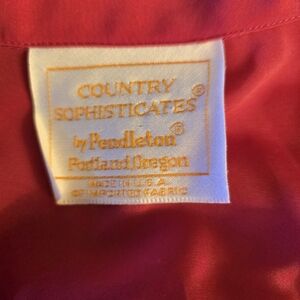 COUNTRY
SOPHISTICATES®
by Pendleton®
Portland, Oregon
MADE IN U.S.A.
OF IMPORTED FABRIC